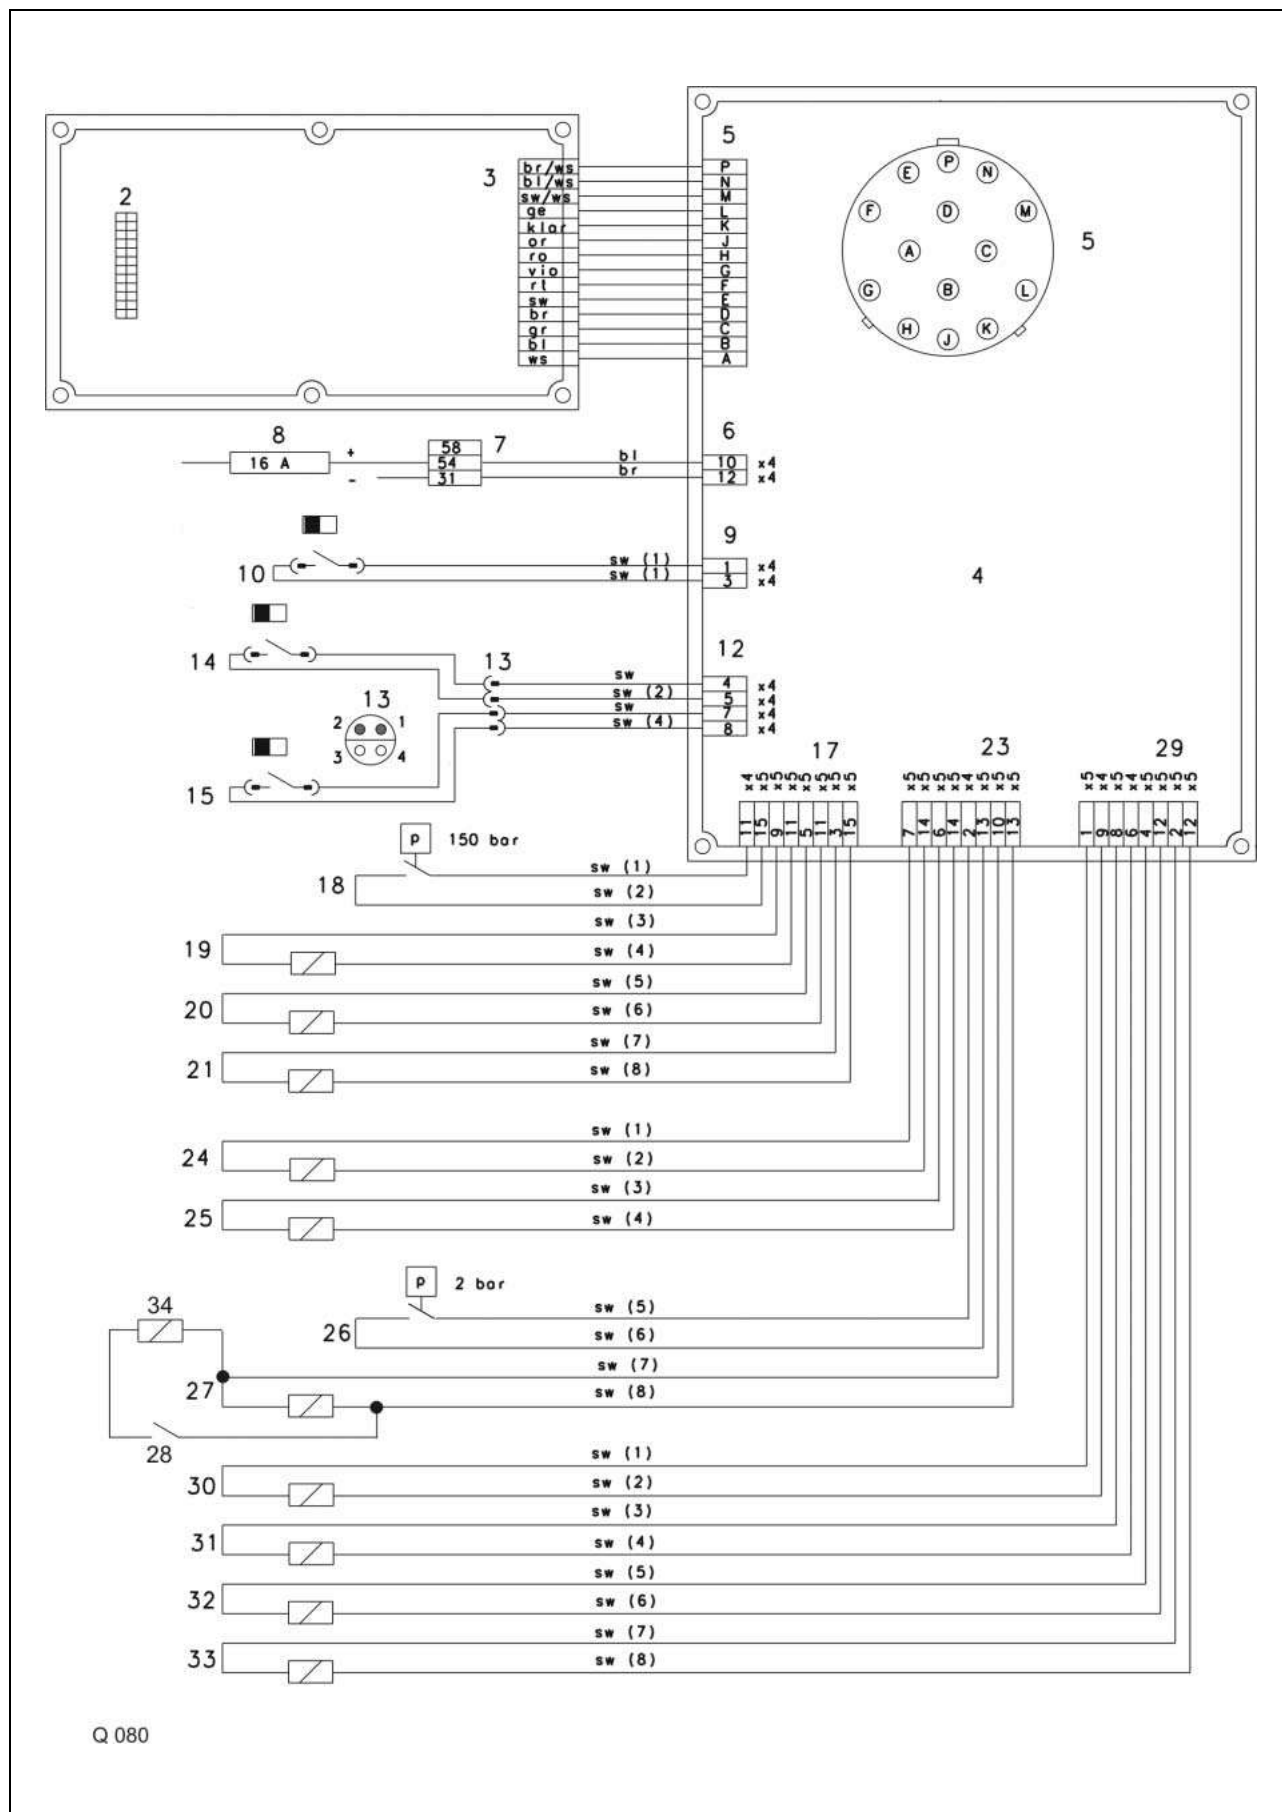 5
3
2
br/ws P
bl/ws N
sw/ws M
ge L
klar K
or J
ro H
vio G
rt F
sw E
br D
gr C
bl B
ws A
P
E N
F D M
A C
5
G B L
H K
J
8 7 6
58
16 A + 54 bl 10 x4
- 31 br 12 x4
9
sw (1) 1 x4
10 sw (1) 3 x4
4
12
14 13
sw 4 x4
sw (2) 5 x4
sw 7 x4
sw (4) 8 x4
13
2 1
3 4
15
17 23 29
x4 x5 x5 x5 x5 x5 x5 x5
11 15 9 11 5 11 3 15
x5 x5 x5 x5 x4 x5 x5 x5
7 14 6 14 2 13 10 13
x5 x4 x5 x4 x5 x5 x5 x5
1 9 8 6 4 12 2 12
P 150 bar
18 sw (1)
sw (2)
19 sw (3)
sw (4)
20 sw (5)
sw (6)
21 sw (7)
sw (8)
24 sw (1)
sw (2)
25 sw (3)
sw (4)
P 2 bar
34
26 sw (5)
sw (6)
27 sw (7)
sw (8)
28
30 sw (1)
sw (2)
31 sw (3)
sw (4)
32 sw (5)
sw (6)
33 sw (7)
sw (8)
Q 080